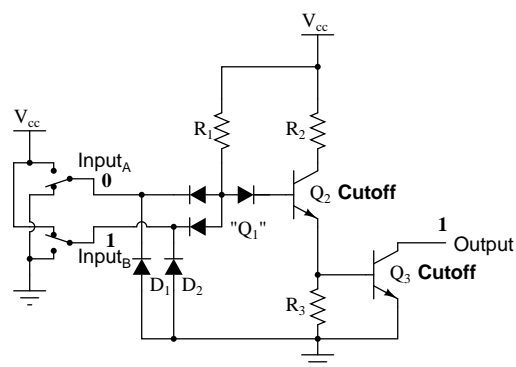 Vcc
Vcc
R1
R2
InputA
0
Q2 Cutoff
1
InputB
"Q1"
1
Output
D1
D2
R3
Q3 Cutoff